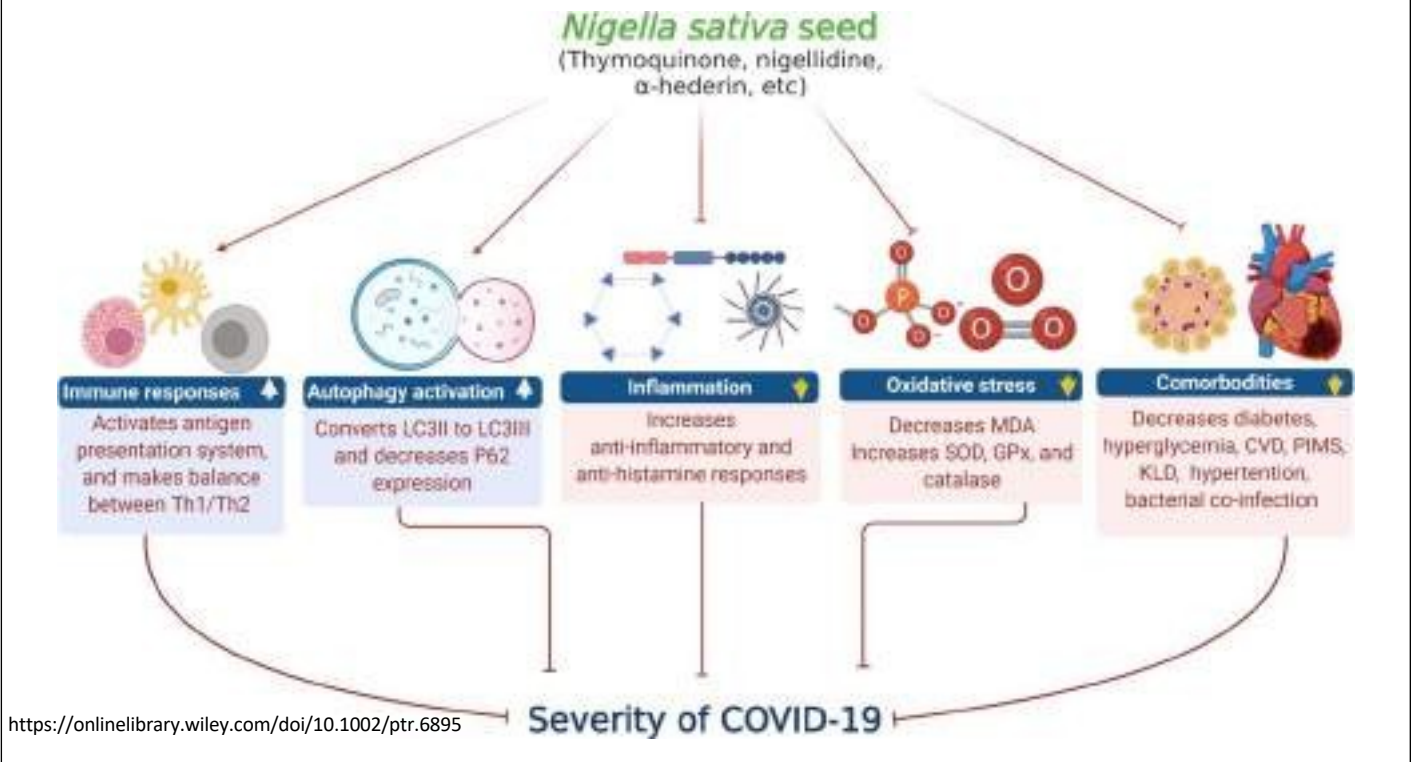 Nigella sativa seed
(Thymoquinone, nigellidine,
α-hederin, etc)
O
O
P
O
O
-
O
-
O
O
Immune responses
Activates antigen
presentation system,
and makes balance
between Th1/Th2
Autophagy activation
Converts LC3II to LC3III
and decreases P62
expression
Inflammation
Increases
anti-inflammatory and
anti-histamine responses
Oxidative stress
Decreases MDA
Increases SOD, GPx, and
catalase
Comorbodities
Decreases diabetes,
hyperglycemia, CVD, PIMS,
KLD, hypertention,
bacterial co-infection
Severity of COVID-19
https://onlinelibrary.wiley.com/doi/10.1002/ptr.6895